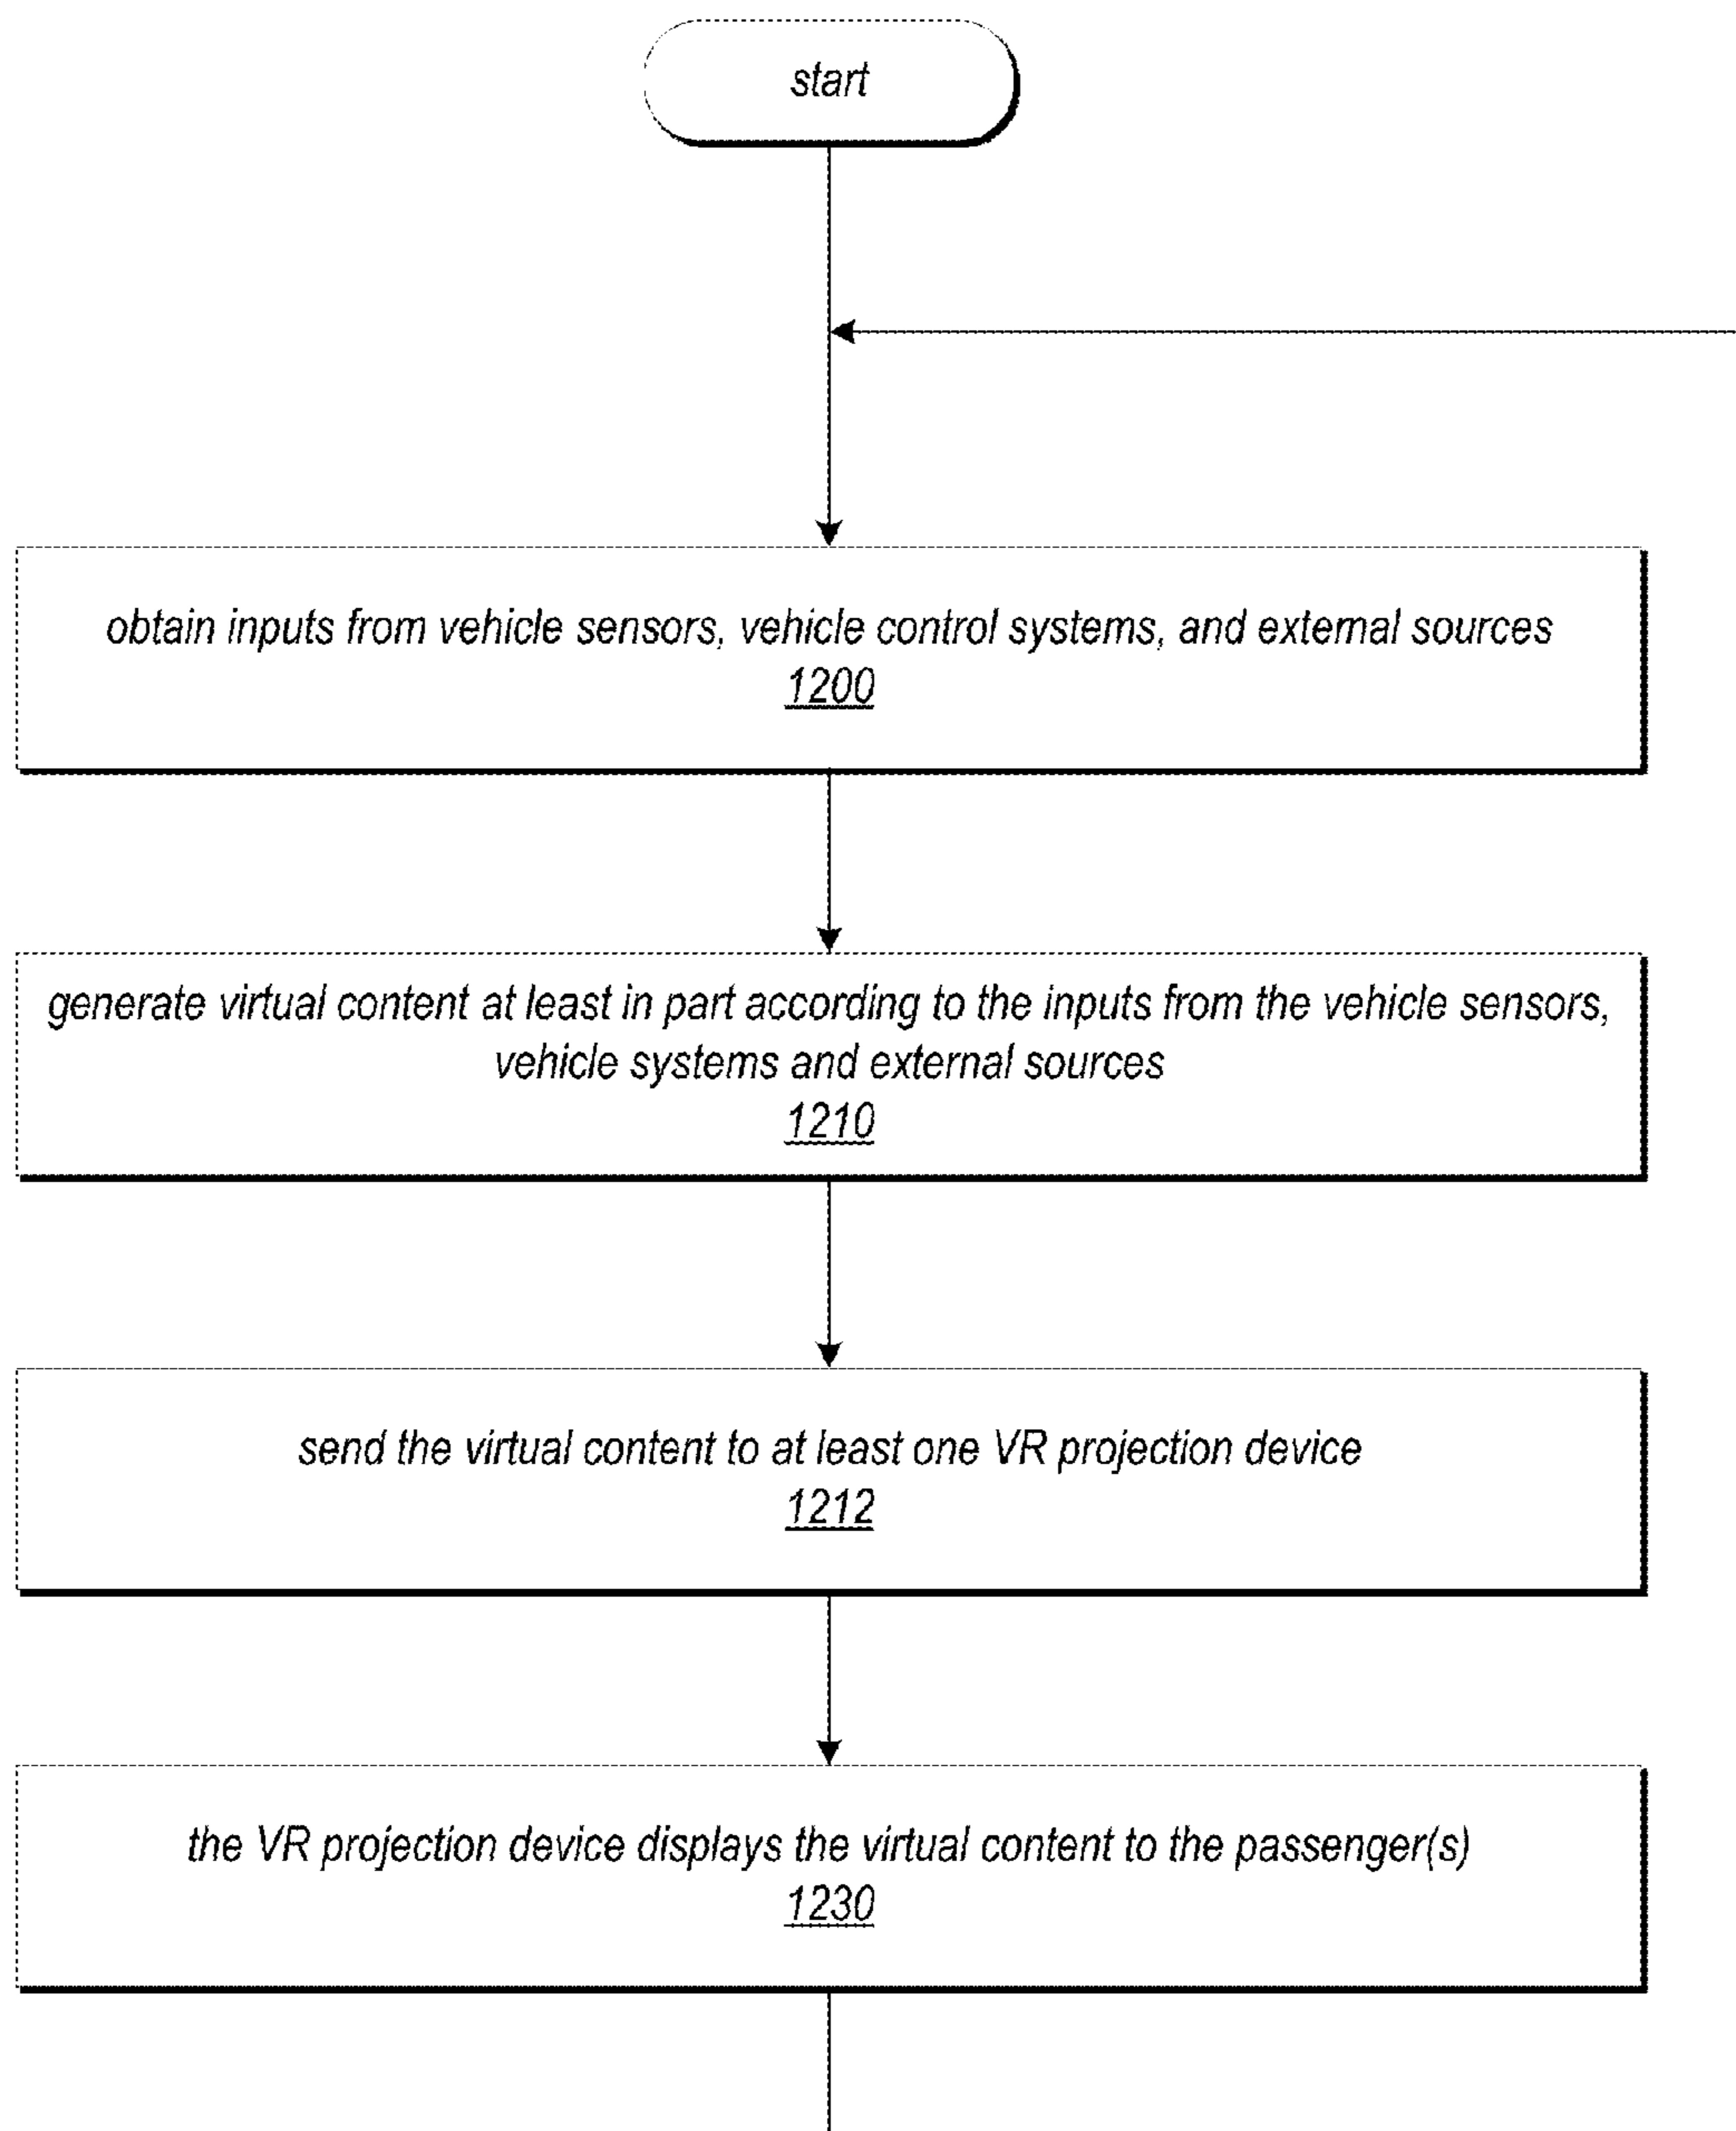 start
obtain inputs from vehicle sensors, vehicle control systems, and external sources
1200
generate virtual content at least in part according to the inputs from the vehicle sensors,
vehicle systems and external sources
1210
send the virtual content to at least one VR projection device
1212
the VR projection device displays the virtual content to the passenger(s)
1230